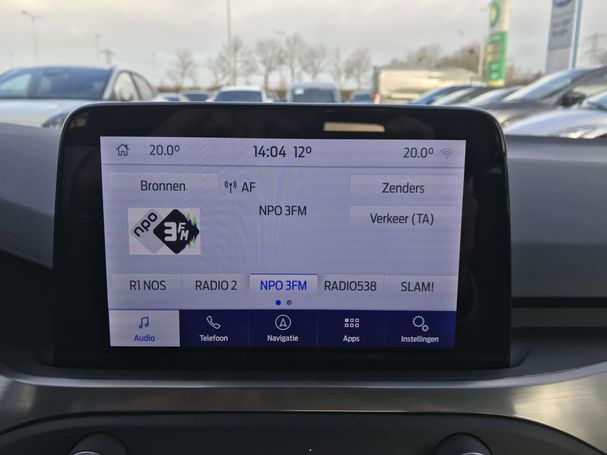 20.0° 14:04 12° 20.0°
Bronnen AF Zenders
NPO 3FM
Verkeer (TA)
npo 3FM
R1 NOS RADIO 2 NPO 3FM RADIO538 SLAM!
Audio Telefoon Navigatie Apps Instellingen
bp